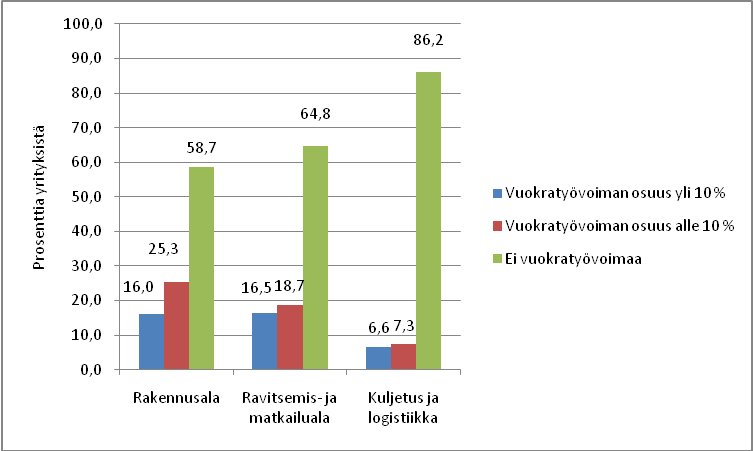 100,0
90,0
80,0
70,0
60,0
50,0
40,0
30,0
20,0
10,0
0,0
Prosenttia yrityksistä
16,0
25,3
58,7
16,5
18,7
64,8
6,6
7,3
86,2
Rakennusala
Ravitsemis- ja
matkailuala
Kuljetus ja
logistiikka
Vuokratyövoiman osuus yli 10 %
Vuokratyövoiman osuus alle 10 %
Ei vuokratyövoimaa